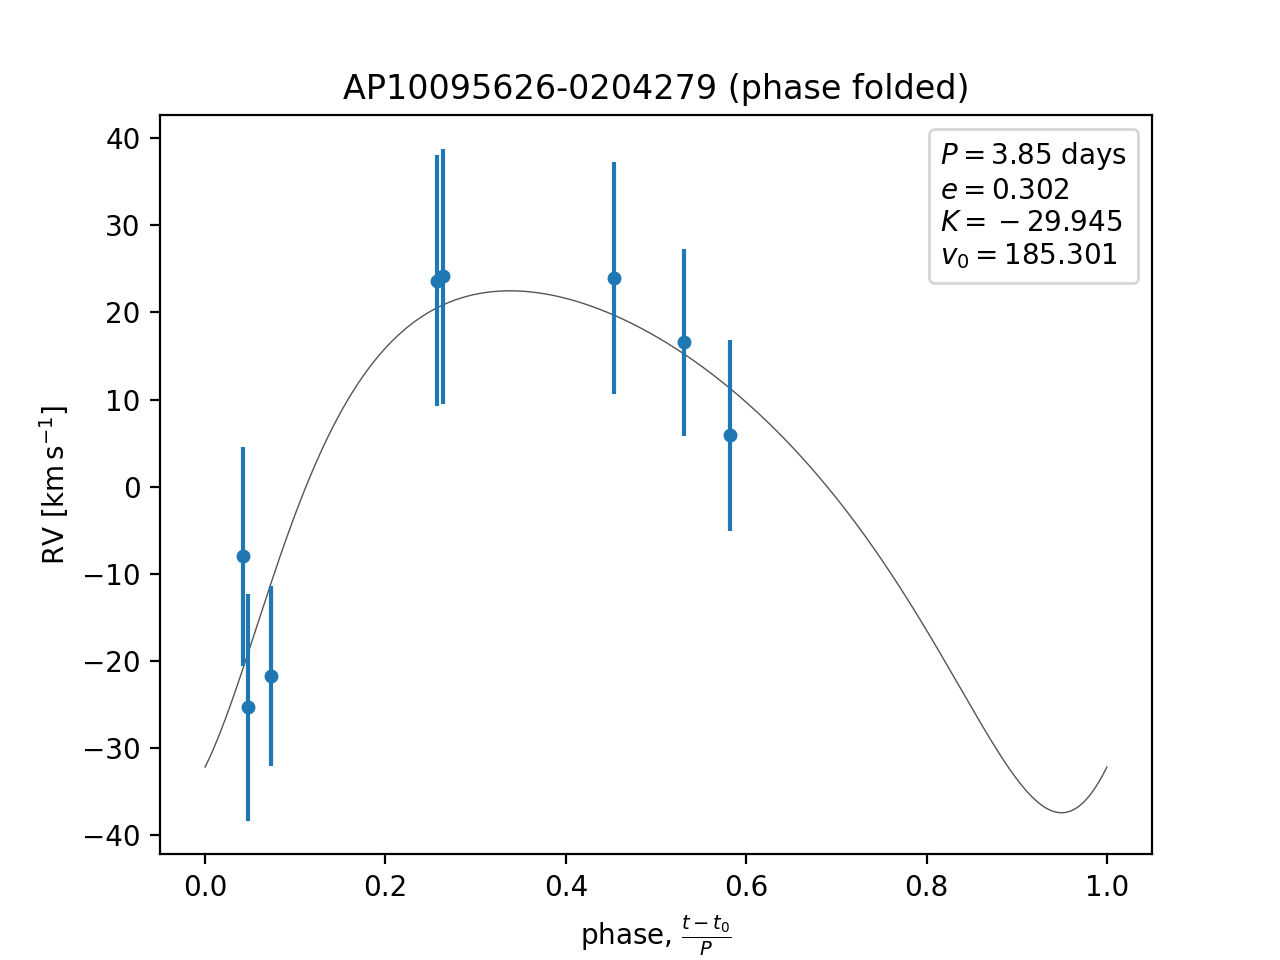 AP10095626-0204279 (phase folded)
P = 3.85 days
e = 0.302
K = −29.945
v₀ = 185.301
RV [km s⁻¹]
40
30
20
10
0
−10
−20
−30
−40
0.0 0.2 0.4 0.6 0.8 1.0
phase, (t − t₀)/P